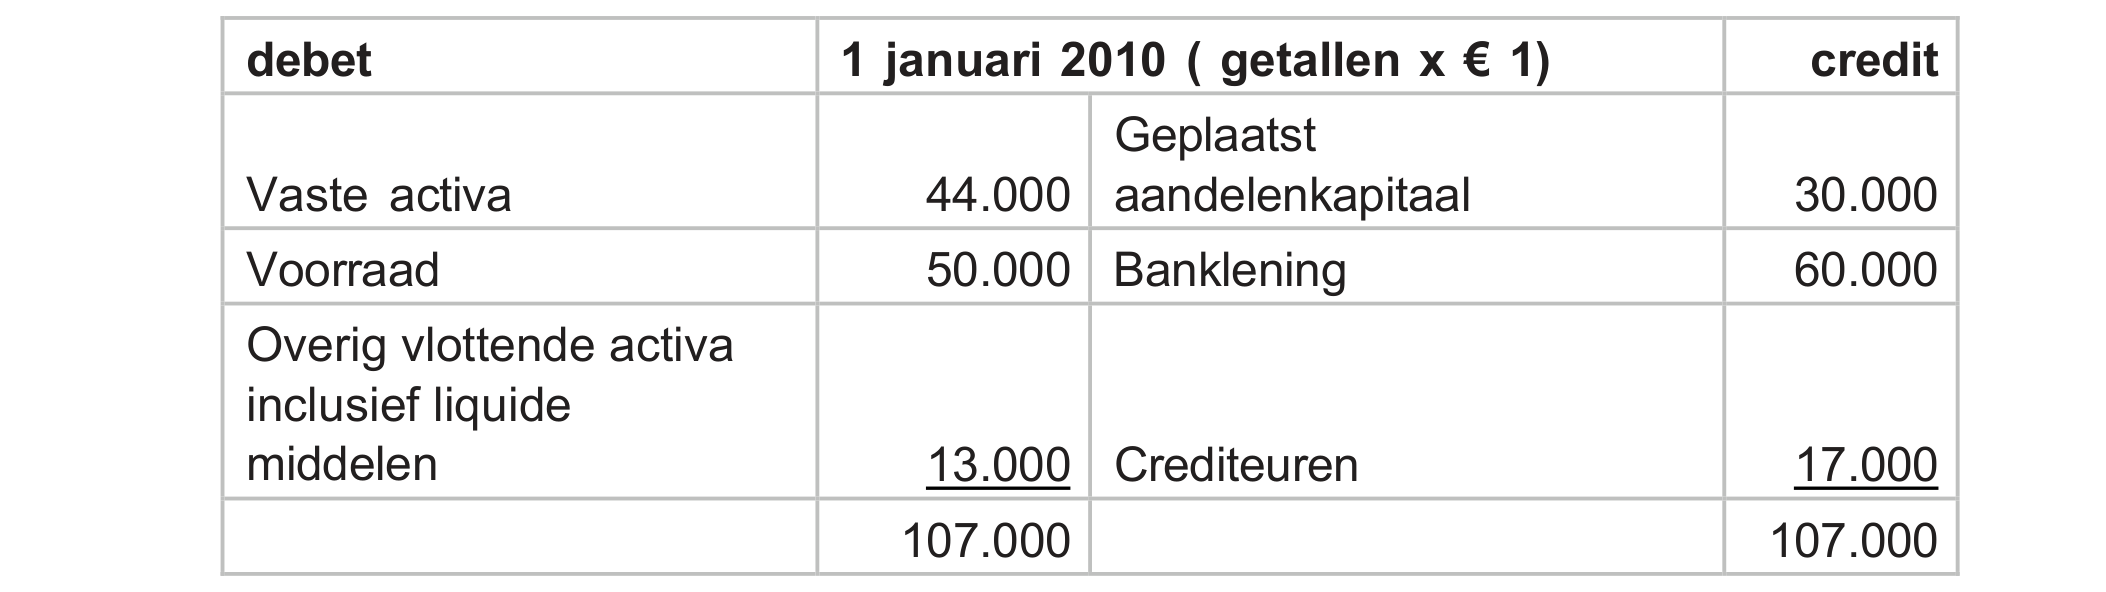 debet 1 januari 2010 ( getallen x € 1) credit
Geplaatst
Vaste activa 44.000 aandelenkapitaal 30.000
Voorraad 50.000 Banklening 60.000
Overig vlottende activa
inclusief liquide
middelen 13.000 Crediteuren 17.000
107.000 107.000